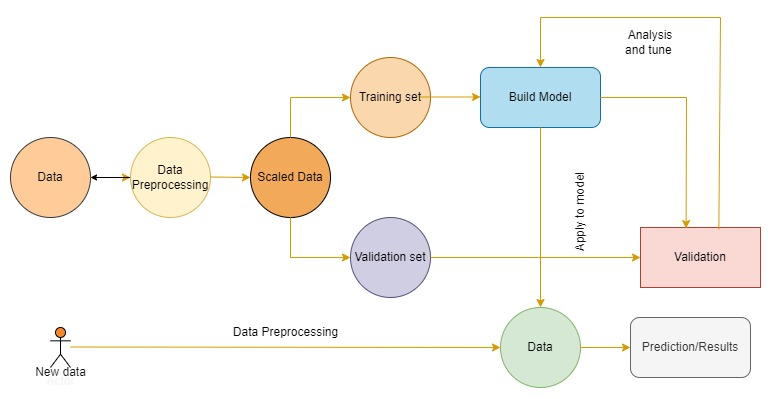 Analysis
and tune
Training set
Build Model
Data
Data
Preprocessing
Scaled Data
Apply to model
Validation set
Validation
Data Preprocessing
Data
Prediction/Results
New data